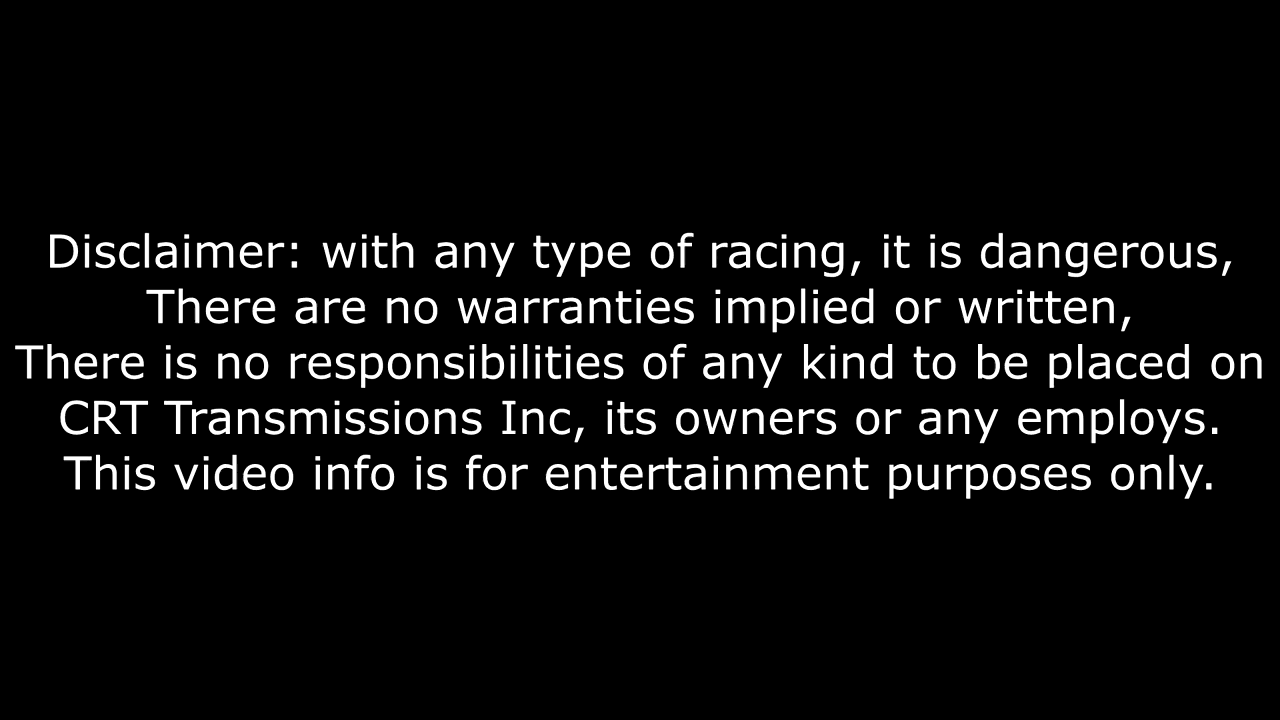 Disclaimer: with any type of racing, it is dangerous,
There are no warranties implied or written,
There is no responsibilities of any kind to be placed on
CRT Transmissions Inc, its owners or any employs.
This video info is for entertainment purposes only.